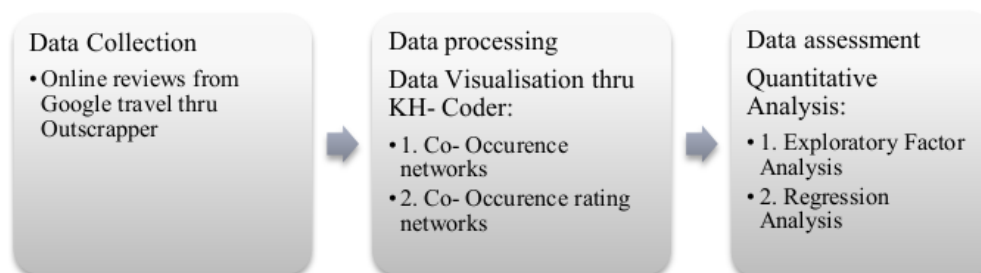 Data Collection
•Online reviews from
Google travel thru
Outscrapper
Data processing
Data Visualisation thru
KH- Coder:
•1. Co- Occurence
networks
•2. Co- Occurence rating
networks
Data assessment
Quantitative
Analysis:
•1. Exploratory Factor
Analysis
•2. Regression
Analysis